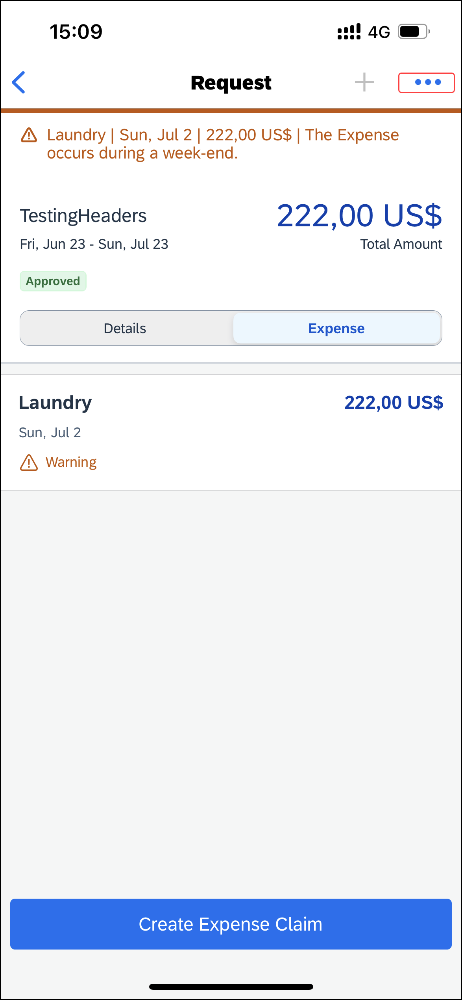 15:09 4G
Request
Laundry | Sun, Jul 2 | 222,00 US$ | The Expense
occurs during a week-end.
TestingHeaders 222,00 US$
Fri, Jun 23 - Sun, Jul 23 Total Amount
Approved
Details Expense
Laundry 222,00 US$
Sun, Jul 2
Warning
Create Expense Claim